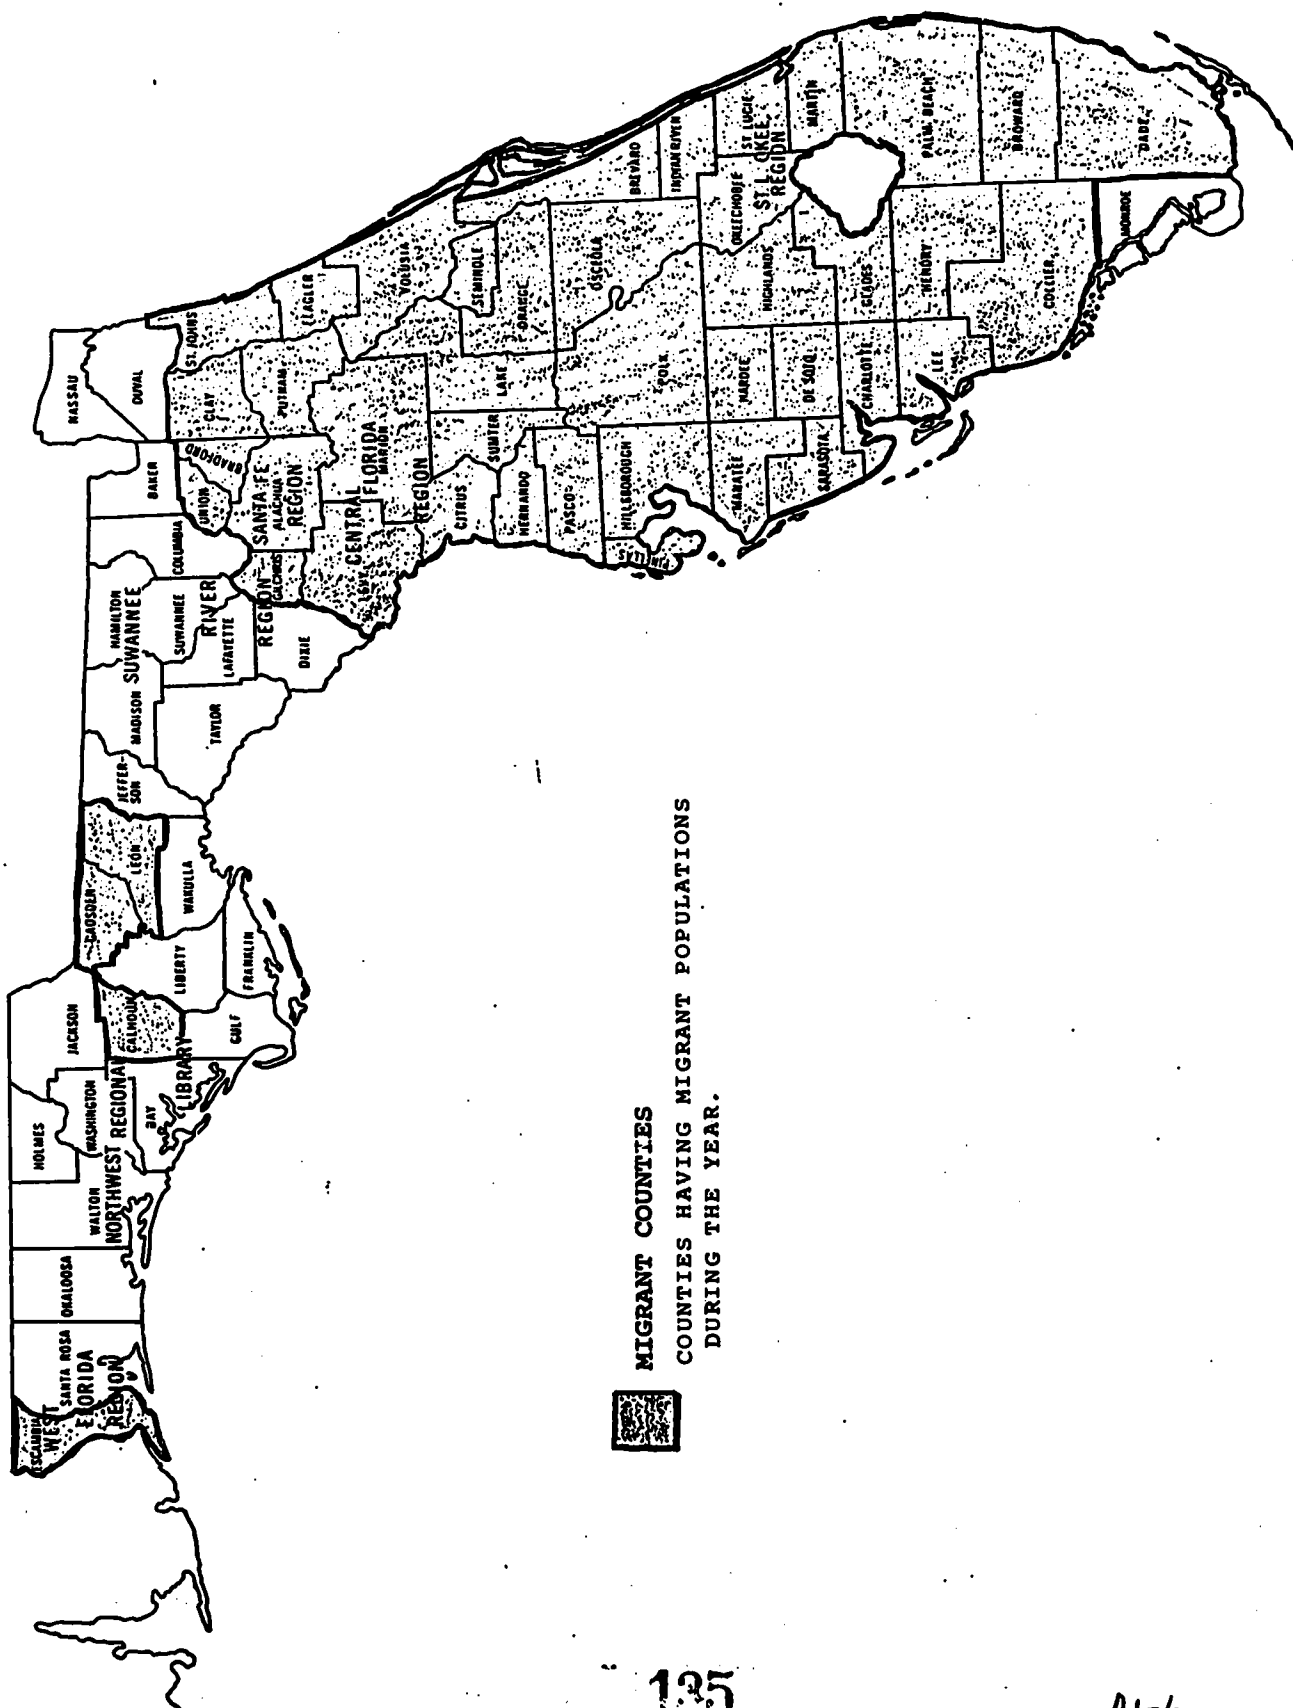 ESCAMBIA
SANTA ROSA
WEST
FLORIDA
REGION
OKALOOSA
WALTON
HOLMES
WASHINGTON
NORTHWEST REGIONAL
LIBRARY
BAY
JACKSON
CALHOUN
GULF
LIBERTY
FRANKLIN
GADSDEN
LEON
WAKULLA
JEFFER-
SON
MADISON
TAYLOR
HAMILTON
SUWANNEE
SUWANNEE
RIVER
REGION
LAFAYETTE
DIXIE
COLUMBIA
BAKER
NASSAU
DUVAL
UNION
BRADFORD
CLAY
ST. JOHNS
SANTA FE
ALACHUA
REGION
GILCHRIST
PUTNAM
FLAGLER
LEVY
CENTRAL
FLORIDA
MARION
REGION
VOLUSIA
CITRUS
SUMTER
LAKE
SEMINOLE
ORANGE
HERNANDO
PASCO
OSCEOLA
BREVARD
INDIAN RIVER
HILLSBOROUGH
PINELLAS
POLK
MANATEE
HARDEE
HIGHLANDS
OKEECHOBEE
ST. L. OKEE.
REGION
ST LUCIE
MARTIN
SARASOTA
DE SOTO
CHARLOTTE
GLADES
PALM BEACH
LEE
HENDRY
BROWARD
COLLIER
MONROE
DADE
MIGRANT COUNTIES
COUNTIES HAVING MIGRANT POPULATIONS
DURING THE YEAR.
135